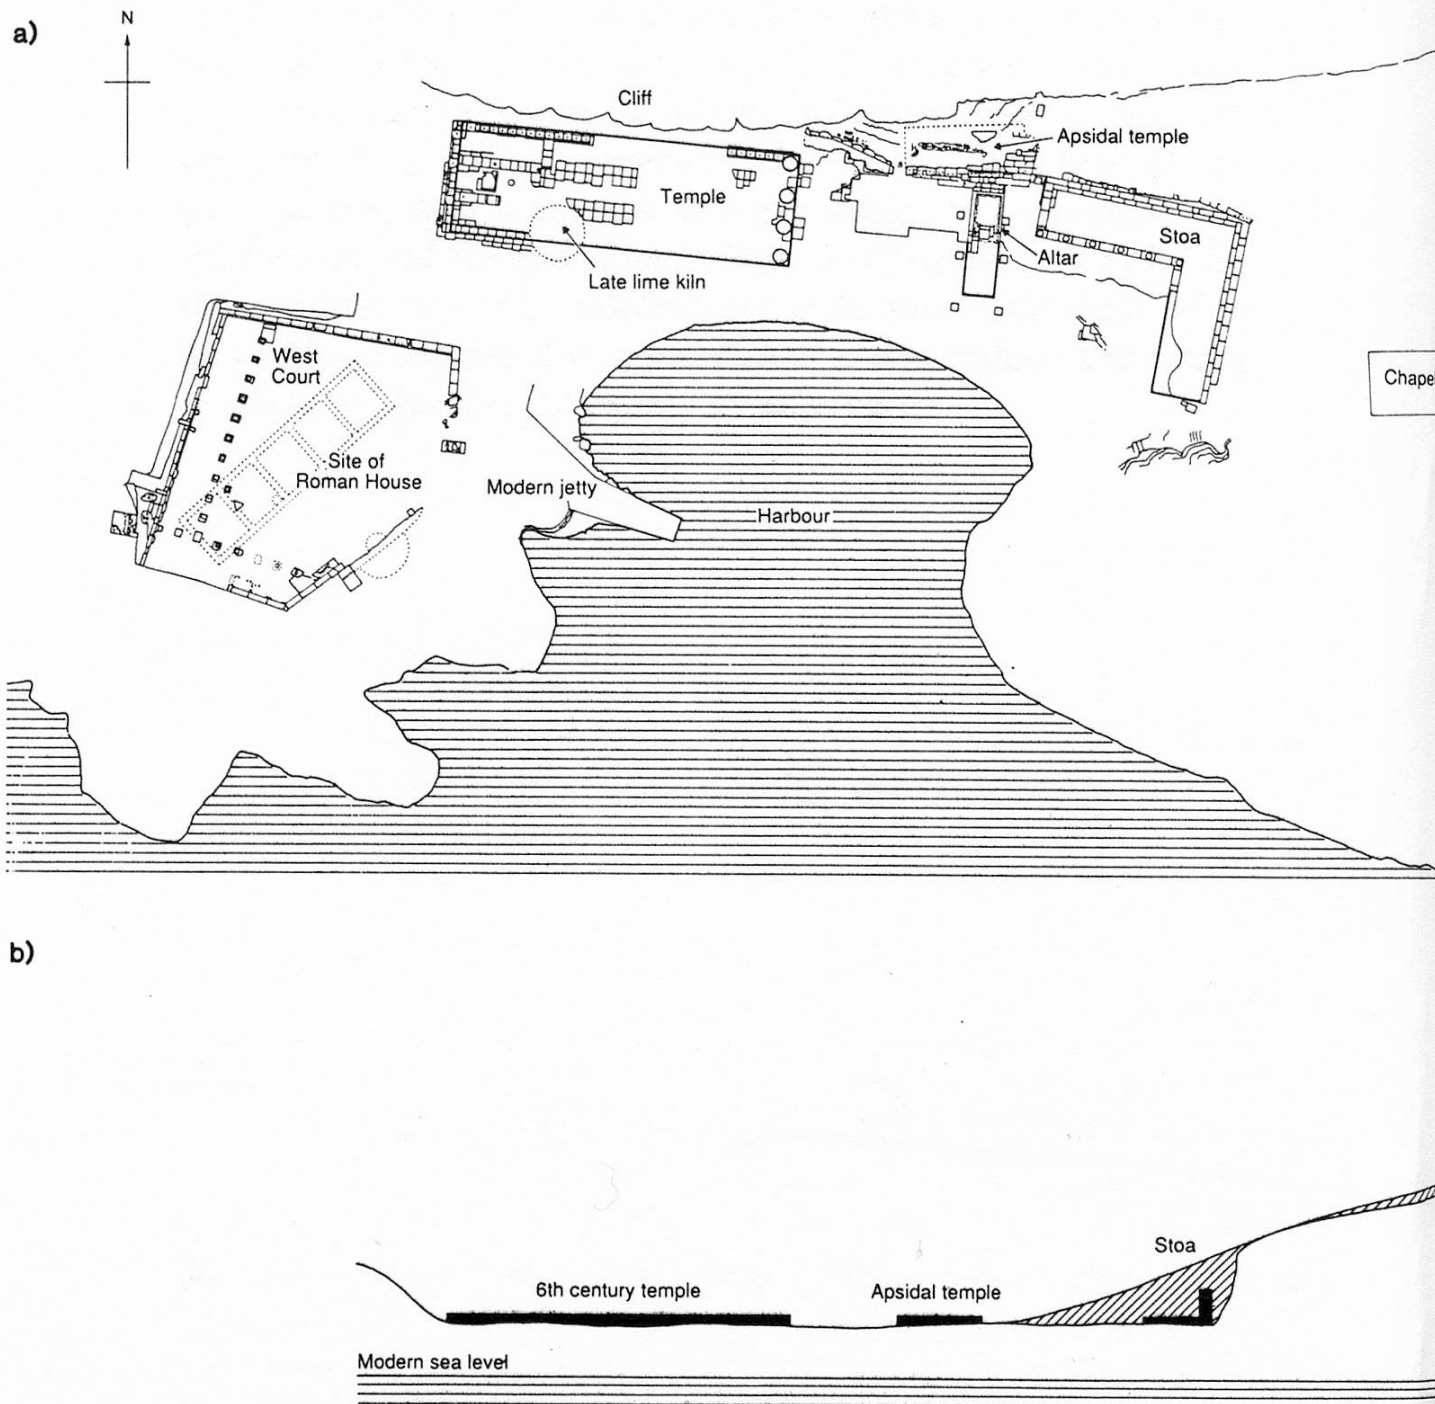 a)
N
Cliff
Apsidal temple
Temple
Stoa
Altar
Late lime kiln
West
Court
Chapel
Site of
Roman House
Modern jetty
Harbour
b)
Stoa
6th century temple
Apsidal temple
Modern sea level